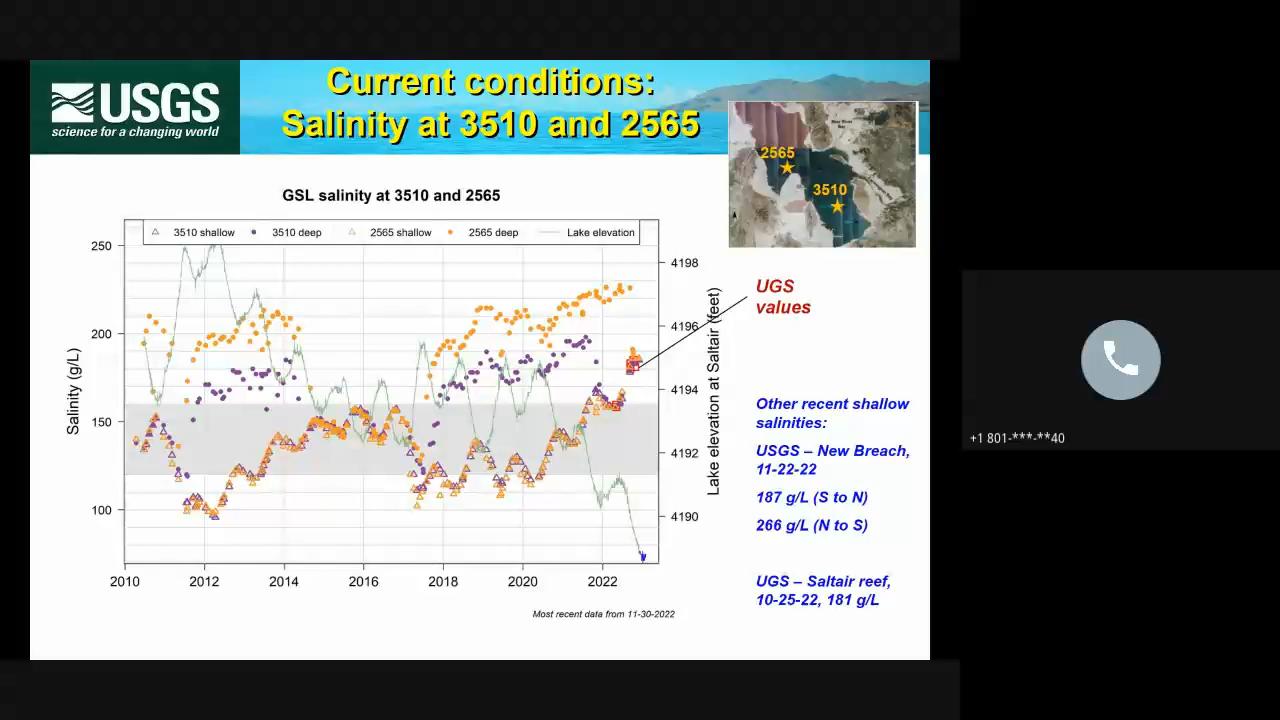 USGS
science for a changing world
Current conditions:
Salinity at 3510 and 2565
2565
3510
GSL salinity at 3510 and 2565
3510 shallow
3510 deep
2565 shallow
2565 deep
Lake elevation
250
200
150
100
Salinity (g/L)
4198
4196
4194
4192
4190
Lake elevation at Saltair (feet)
2010
2012
2014
2016
2018
2020
2022
Most recent data from 11-30-2022
UGS
values
Other recent shallow
salinities:
USGS – New Breach,
11-22-22
187 g/L (S to N)
266 g/L (N to S)
UGS – Saltair reef,
10-25-22, 181 g/L
+1 801-***-**40